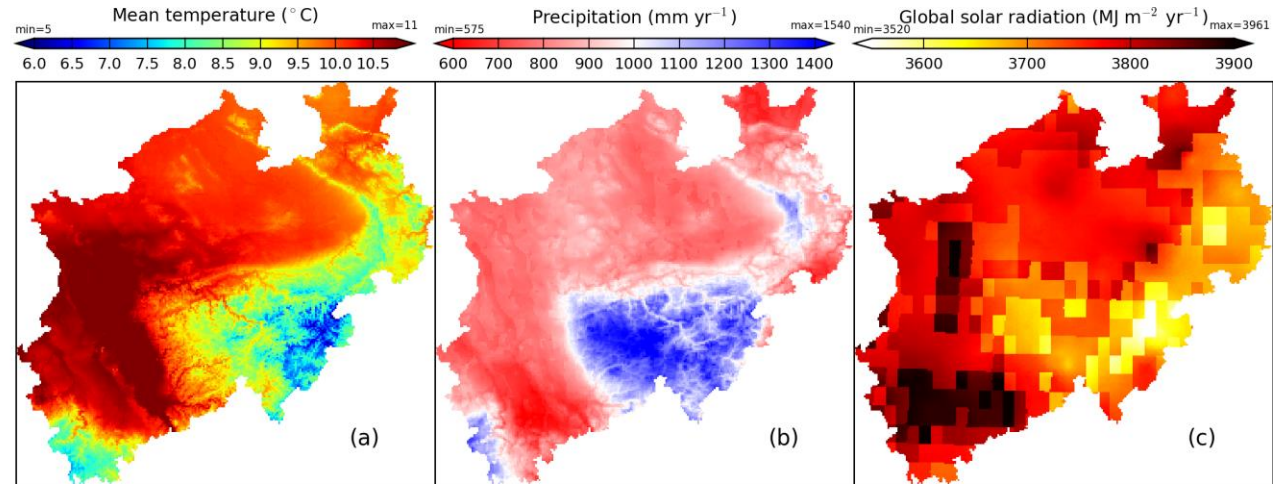 Mean temperature (°C)
min=5 max=11
6.0 6.5 7.0 7.5 8.0 8.5 9.0 9.5 10.0 10.5
(a)
Precipitation (mm yr⁻¹)
min=575 max=1540
600 700 800 900 1000 1100 1200 1300 1400
(b)
Global solar radiation (MJ m⁻² yr⁻¹)
min=3520 max=3961
3600 3700 3800 3900
(c)